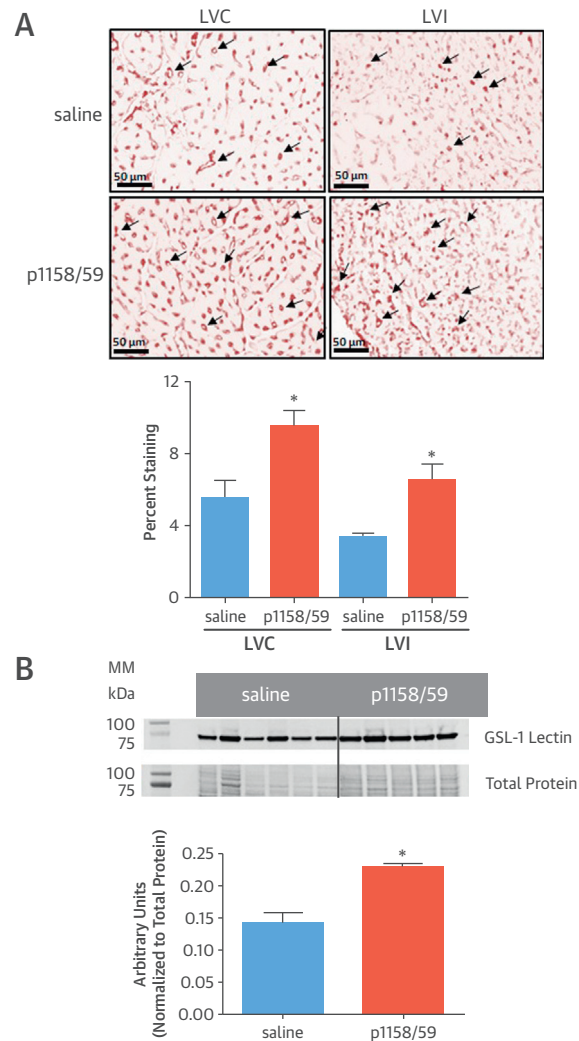 A
LVC LVI
saline
50 µm 50 µm
p1158/59
50 µm 50 µm
Percent Staining
12
8
4
0
* *
saline p1158/59 saline p1158/59
LVC LVI
B
MM
kDa
saline p1158/59
100
75
GSL-1 Lectin
100
75
Total Protein
Arbitrary Units
(Normalized to Total Protein)
0.25
0.20
0.15
0.10
0.05
0.00
*
saline p1158/59